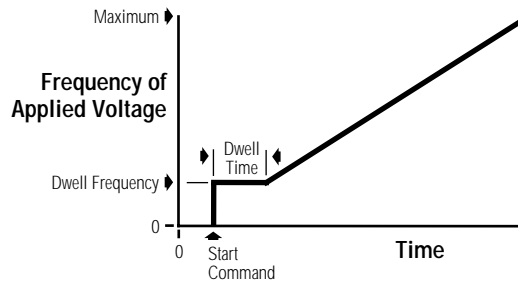 Maximum
Frequency of
Applied Voltage
Dwell
Time
Dwell Frequency
0
0
Start
Command
Time